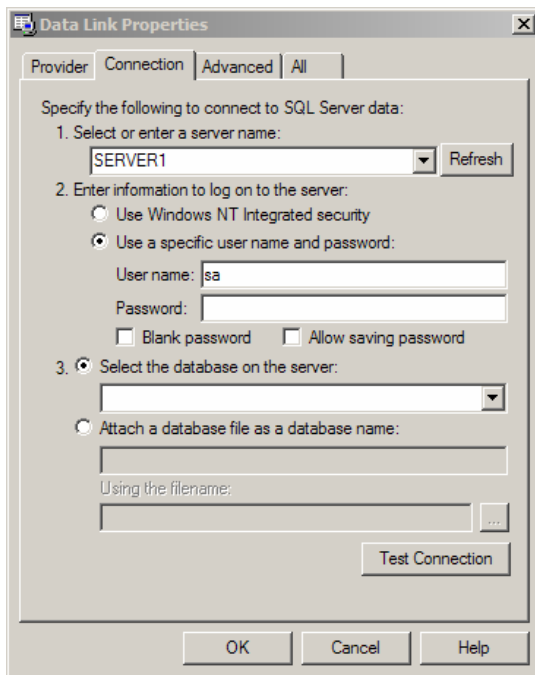 Data Link Properties
Provider Connection Advanced All
Specify the following to connect to SQL Server data:
1. Select or enter a server name:
SERVER1 Refresh
2. Enter information to log on to the server:
Use Windows NT Integrated security
Use a specific user name and password:
User name: sa
Password:
Blank password Allow saving password
3. Select the database on the server:
Attach a database file as a database name:
Using the filename:
...
Test Connection
OK Cancel Help